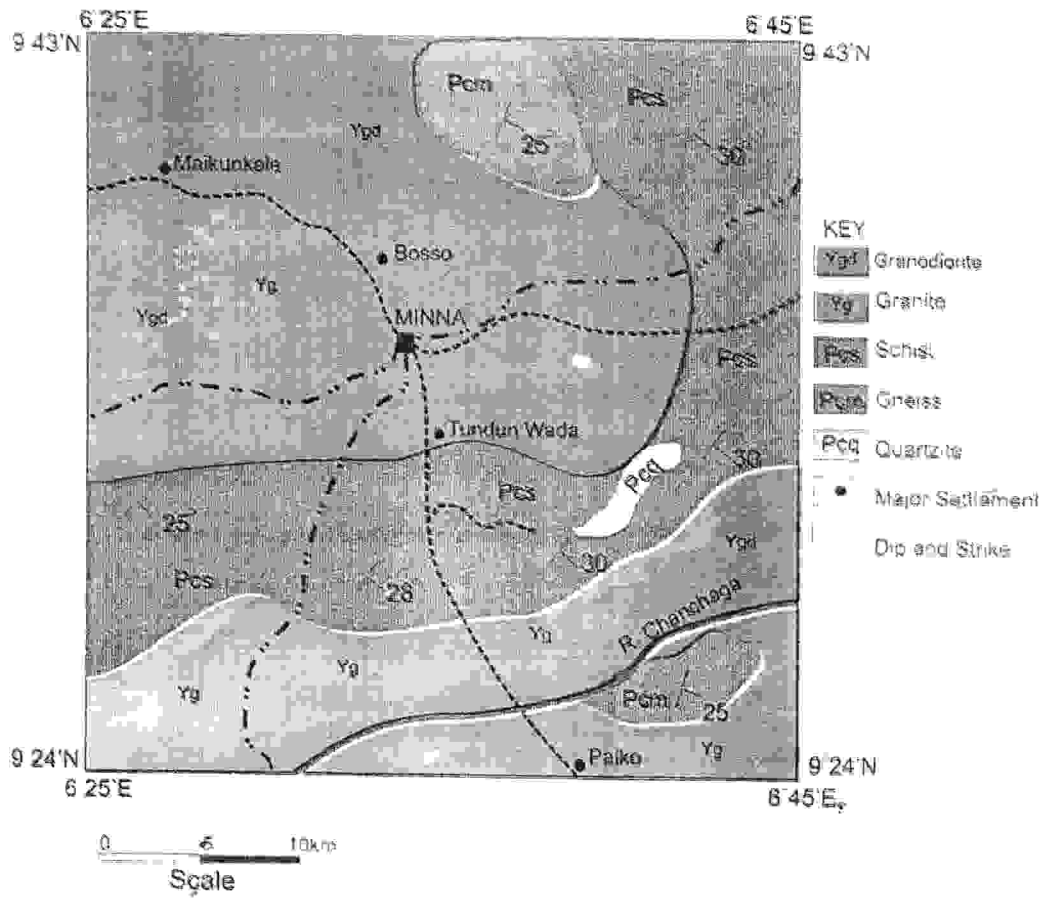 6 25'E
6 45'E
9 43'N
9 43'N
Pcm
Pcs
Ygd
25
30
Maikunkele
KEY
Bosso
Ygd Granodiorite
Yg
Ygd
MINNA
Yg Granite
Pcs Schist
Pcs
Pcm Gneiss
Tundun Wada
Pcq Quartzite
30
Pcq
Pcs
Major Settlement
25
Ygd
Dip and Strike
30
Pcs
28
R. Chanchaga
Yg
Yg
Yg
Pcm
25
Yg
Paiko
9 24'N
9 24'N
6 25'E
6 45'E
0 5 10km
Scale